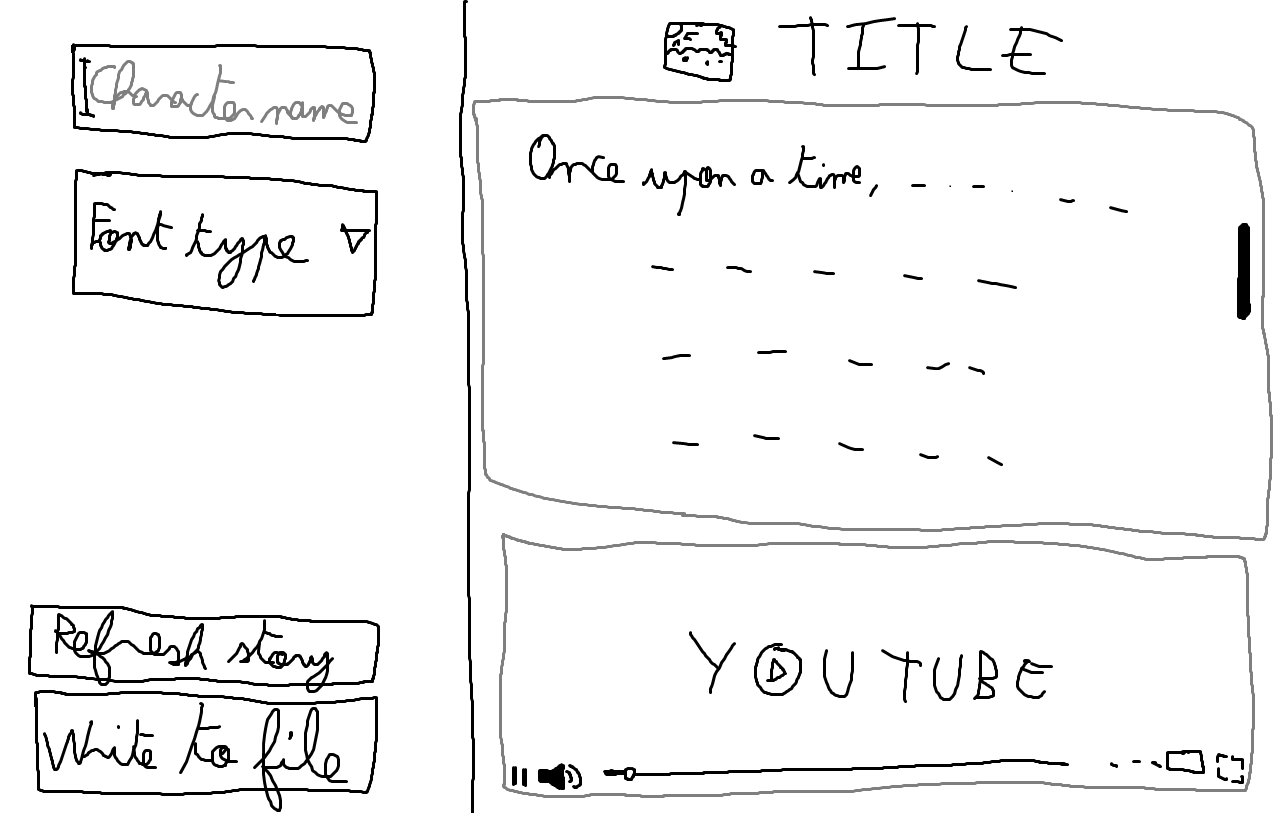 Character name
Font type
Refresh story
Write to file
TITLE
Once upon a time,
YOUTUBE